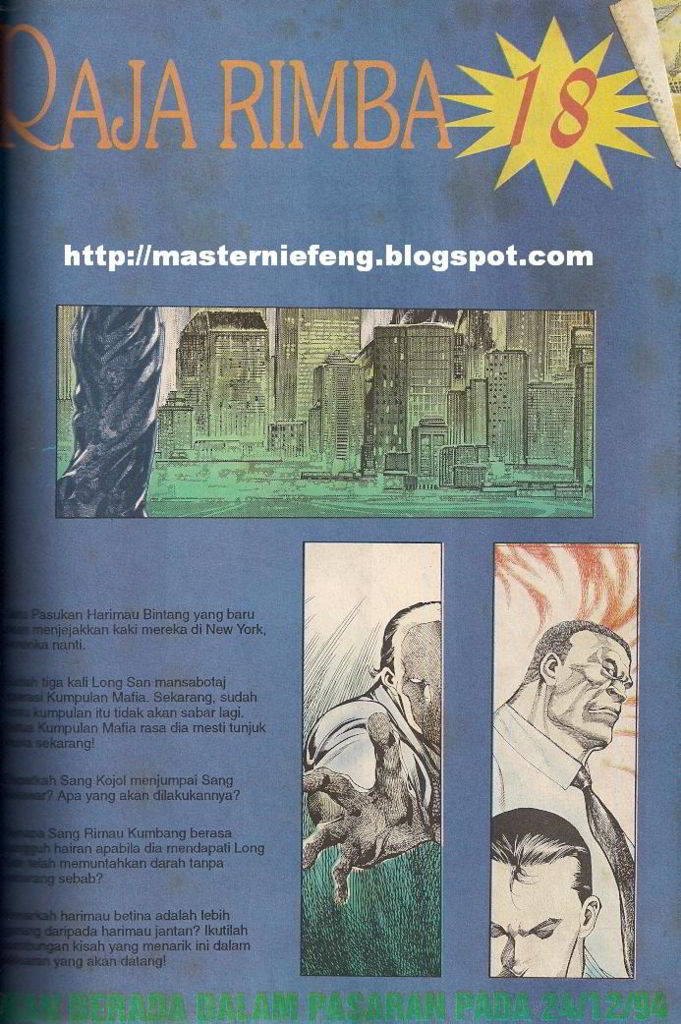 RAJA RIMBA 18
http://masterniefeng.blogspot.com
Pasukan Harimau Bintang yang baru
menjejakkan kaki mereka di New York,
nanti.
tiga kali Long San mansabotaj
Kumpulan Mafia. Sekarang, sudah
kumpulan itu tidak akan sabar lagi.
Kumpulan Mafia rasa dia mesti tunjuk
sekarang!
Sang Kojol menjumpai Sang
Apa yang akan dilakukannya?
Sang Rimau Kumbang berasa
hairan apabila dia mendapati Long
telah memuntahkan darah tanpa
sebab?
harimau betina adalah lebih
daripada harimau jantan? Ikutilah
kisah yang menarik ini dalam
yang akan datang!
AKAN BERADA DALAM PASARAN PADA 24/12/94